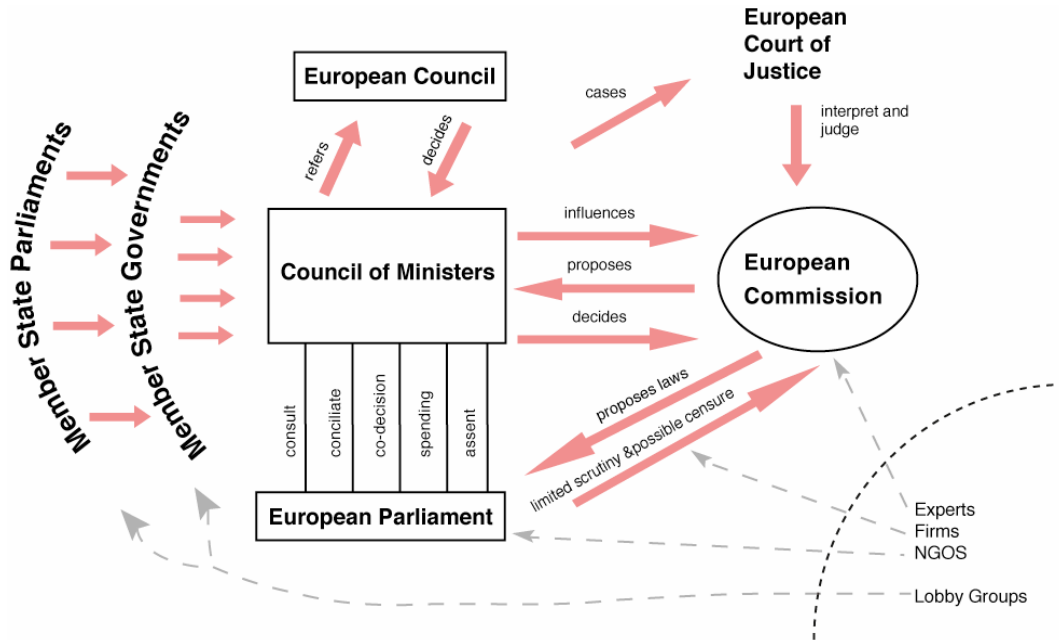 European
Court of
Justice
European Council
cases
interpret and
judge
refers
decides
Member State Parliaments
Member State Governments
influences
Council of Ministers
proposes
European
Commission
decides
consult
conciliate
co-decision
spending
assent
proposes laws
limited scrutiny &possible censure
European Parliament
Experts
Firms
NGOS
Lobby Groups